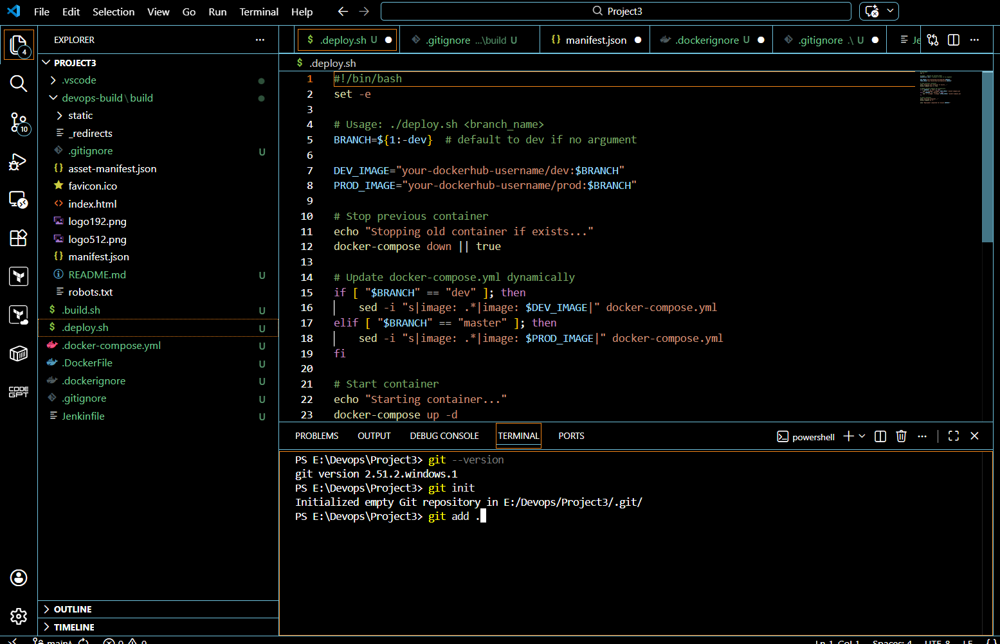 File Edit Selection View Go Run Terminal Help
Project3
EXPLORER
PROJECT3
.vscode
devops-build\build
static
_redirects
.gitignore U
asset-manifest.json
favicon.ico
index.html
logo192.png
logo512.png
manifest.json
README.md U
robots.txt
.build.sh U
.deploy.sh U
.docker-compose.yml U
.DockerFile U
.dockerignore U
.gitignore U
Jenkinfile U
OUTLINE
TIMELINE
4
10
CODE
GPT
$ .deploy.sh U
.gitignore ...\build U
{} manifest.json
.dockerignore U
.gitignore .\ U
Je
$ .deploy.sh
1 #!/bin/bash
2 set -e
3
4 # Usage: ./deploy.sh <branch_name>
5 BRANCH=${1:-dev}  # default to dev if no argument
6
7 DEV_IMAGE="your-dockerhub-username/dev:$BRANCH"
8 PROD_IMAGE="your-dockerhub-username/prod:$BRANCH"
9
10 # Stop previous container
11 echo "Stopping old container if exists..."
12 docker-compose down || true
13
14 # Update docker-compose.yml dynamically
15 if [ "$BRANCH" == "dev" ]; then
16     sed -i "s|image: .*|image: $DEV_IMAGE|" docker-compose.yml
17 elif [ "$BRANCH" == "master" ]; then
18     sed -i "s|image: .*|image: $PROD_IMAGE|" docker-compose.yml
19 fi
20
21 # Start container
22 echo "Starting container..."
23 docker-compose up -d
PROBLEMS OUTPUT DEBUG CONSOLE TERMINAL PORTS
powershell
PS E:\Devops\Project3> git --version
git version 2.51.2.windows.1
PS E:\Devops\Project3> git init
Initialized empty Git repository in E:/Devops/Project3/.git/
PS E:\Devops\Project3> git add .
main
0 0
Ln 1, Col 1 Spaces: 4 UTF-8 LF {}